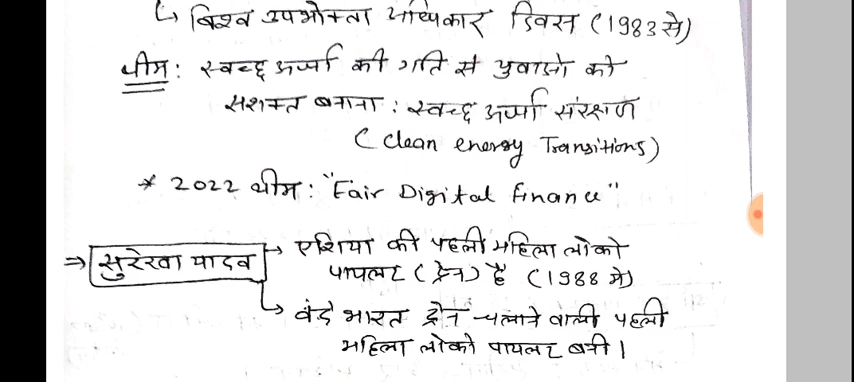 ↳ विश्व उपभोक्ता अधिकार दिवस (1983 से)
थीम : स्वच्छ ऊर्जा की गति से युवाओ को
सशक्त बनाना : स्वच्छ ऊर्जा संरक्षण
(Clean energy Transitions)
* 2022 थीम : "Fair Digital finance"
⇒ सुरेखा यादव → एशिया की पहली महिला लोको
पायलट (ट्रेन) है (1988 मे)
↳ वंदे भारत ट्रेन चलाने वाली पहली
महिला लोको पायलट बनी।